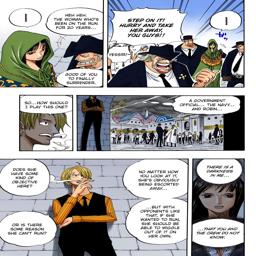 HEH HEH,
THE WOMAN WHO'S
BEEN ON THE RUN
FOR 20 YEARS...
GOOD OF YOU
TO FINALLY
SURRENDER.
STEP ON IT!
HURRY AND TAKE
HER AWAY,
YOU GUYS!!
SO... HOW SHOULD
I PLAY THIS ONE?
A GOVERNMENT
OFFICIAL... THE NAVY...
AND ROBIN...
DOES SHE
HAVE SOME
KIND OF
OBJECTIVE
HERE?
OR IS THERE
SOME REASON
SHE CAN'T RUN?
NO MATTER HOW
YOU LOOK AT IT,
SHE'S OBVIOUSLY
BEING ESCORTED
AWAY...
...BUT WITH
OPPONENTS LIKE
THAT, IF SHE
WANTED TO RUN,
SHE SHOULD BE
ABLE TO WIGGLE
OUT OF IT ON
HER OWN.
THERE IS A
DARKNESS
IN ME...
...THAT YOU AND
THE CREW DO NOT
KNOW.